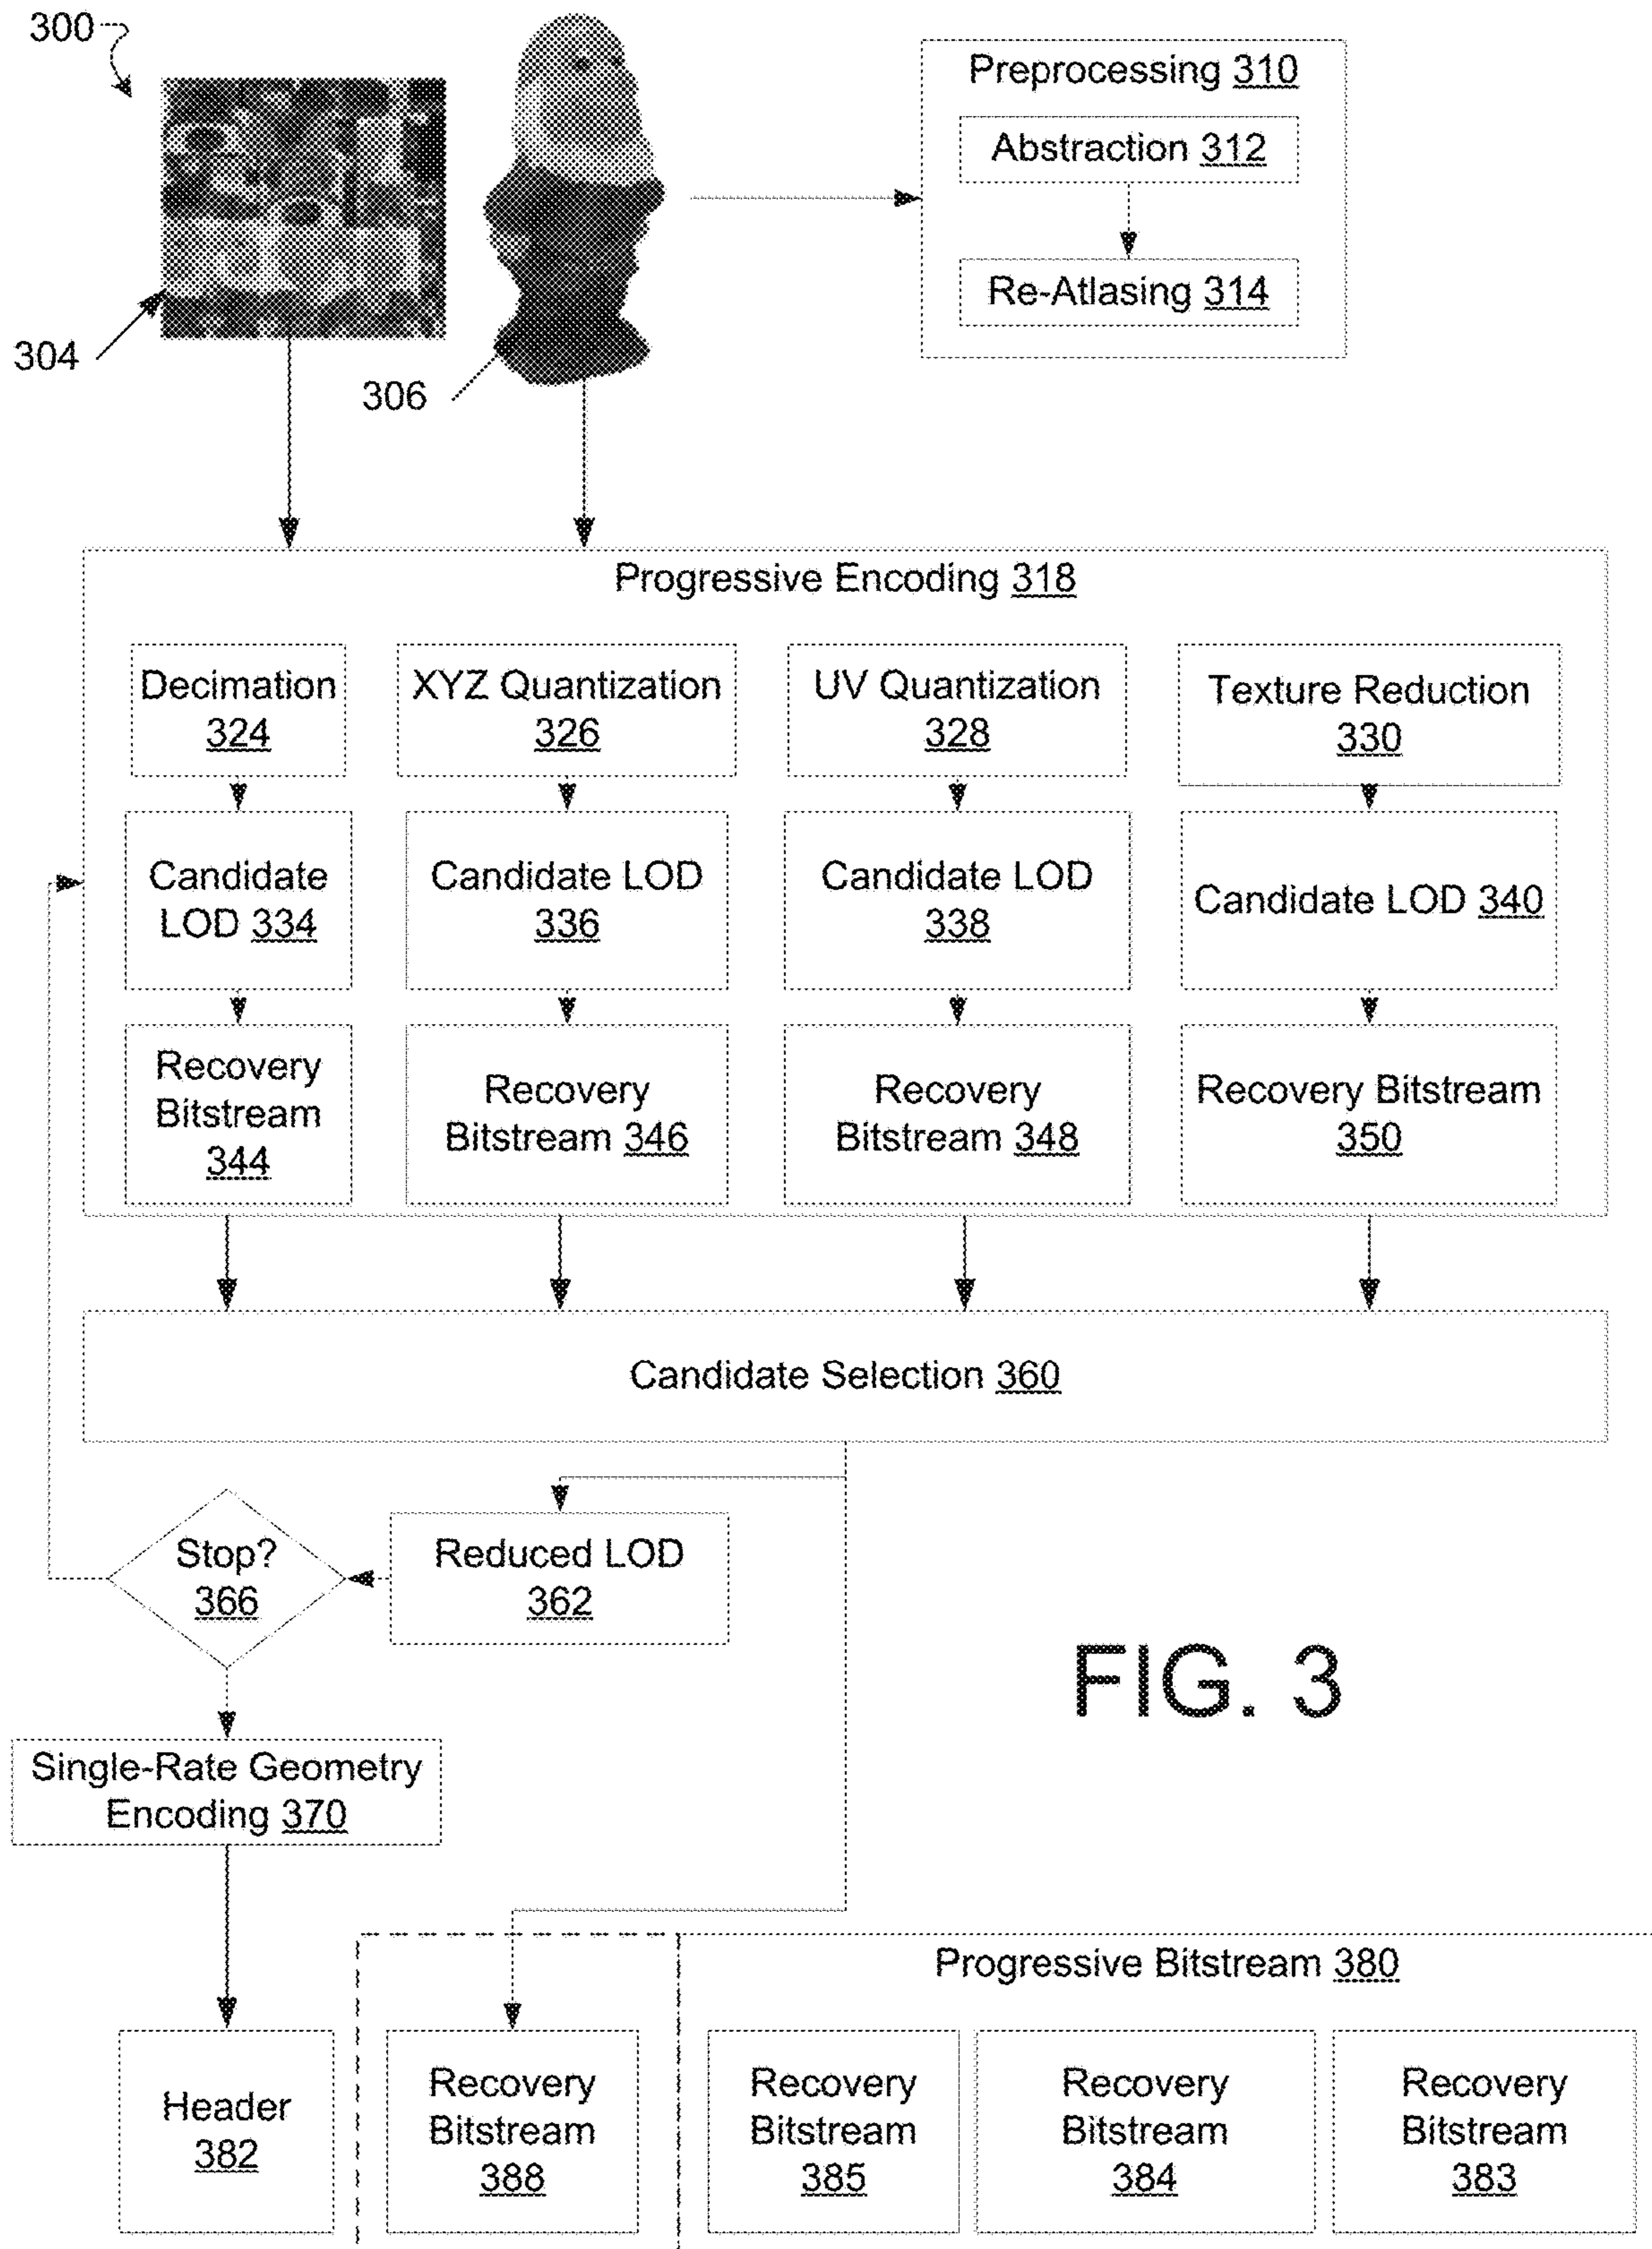 300
Preprocessing 310
Abstraction 312
Re-Atlasing 314
304
306
Progressive Encoding 318
Decimation
324
XYZ Quantization
326
UV Quantization
328
Texture Reduction
330
Candidate
LOD 334
Candidate LOD
336
Candidate LOD
338
Candidate LOD 340
Recovery
Bitstream
344
Recovery
Bitstream 346
Recovery
Bitstream 348
Recovery Bitstream
350
Candidate Selection 360
Stop?
366
Reduced LOD
362
FIG. 3
Single-Rate Geometry
Encoding 370
Progressive Bitstream 380
Header
382
Recovery
Bitstream
388
Recovery
Bitstream
385
Recovery
Bitstream
384
Recovery
Bitstream
383